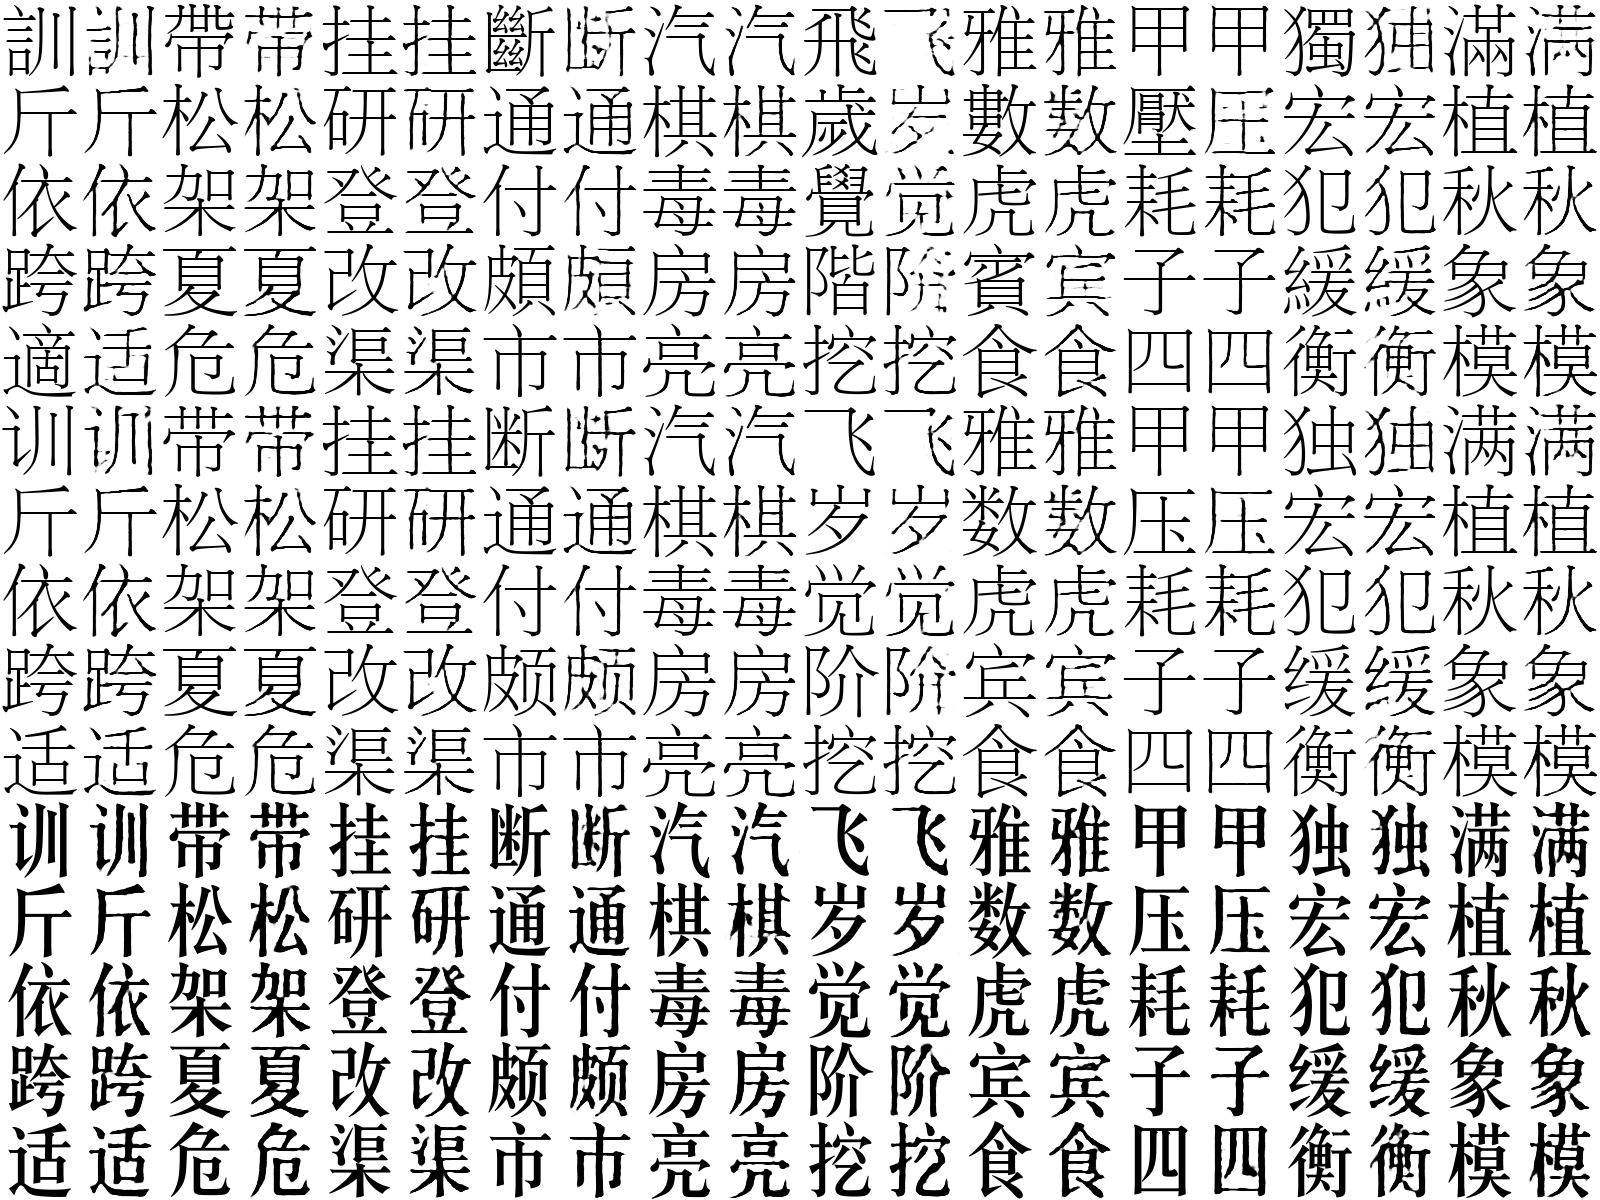 訓訓帶带挂挂斷断汽汽飛飞雅雅甲甲獨独滿满
斤斤松松研研通通棋棋歲岁數数壓压宏宏植植
依依架架登登付付毒毒覺觉虎虎耗耗犯犯秋秋
跨跨夏夏改改頗頗房房階阶賓宾子子緩缓象象
適适危危渠渠市市亮亮挖挖食食四四衡衡模模
训训带带挂挂断断汽汽飞飞雅雅甲甲独独满满
斤斤松松研研通通棋棋岁岁数数压压宏宏植植
依依架架登登付付毒毒觉觉虎虎耗耗犯犯秋秋
跨跨夏夏改改颇颇房房阶阶宾宾子子缓缓象象
适适危危渠渠市市亮亮挖挖食食四四衡衡模模
训训带带挂挂断断汽汽飞飞雅雅甲甲独独满满
斤斤松松研研通通棋棋岁岁数数压压宏宏植植
依依架架登登付付毒毒觉觉虎虎耗耗犯犯秋秋
跨跨夏夏改改颇颇房房阶阶宾宾子子缓缓象象
适适危危渠渠市市亮亮挖挖食食四四衡衡模模